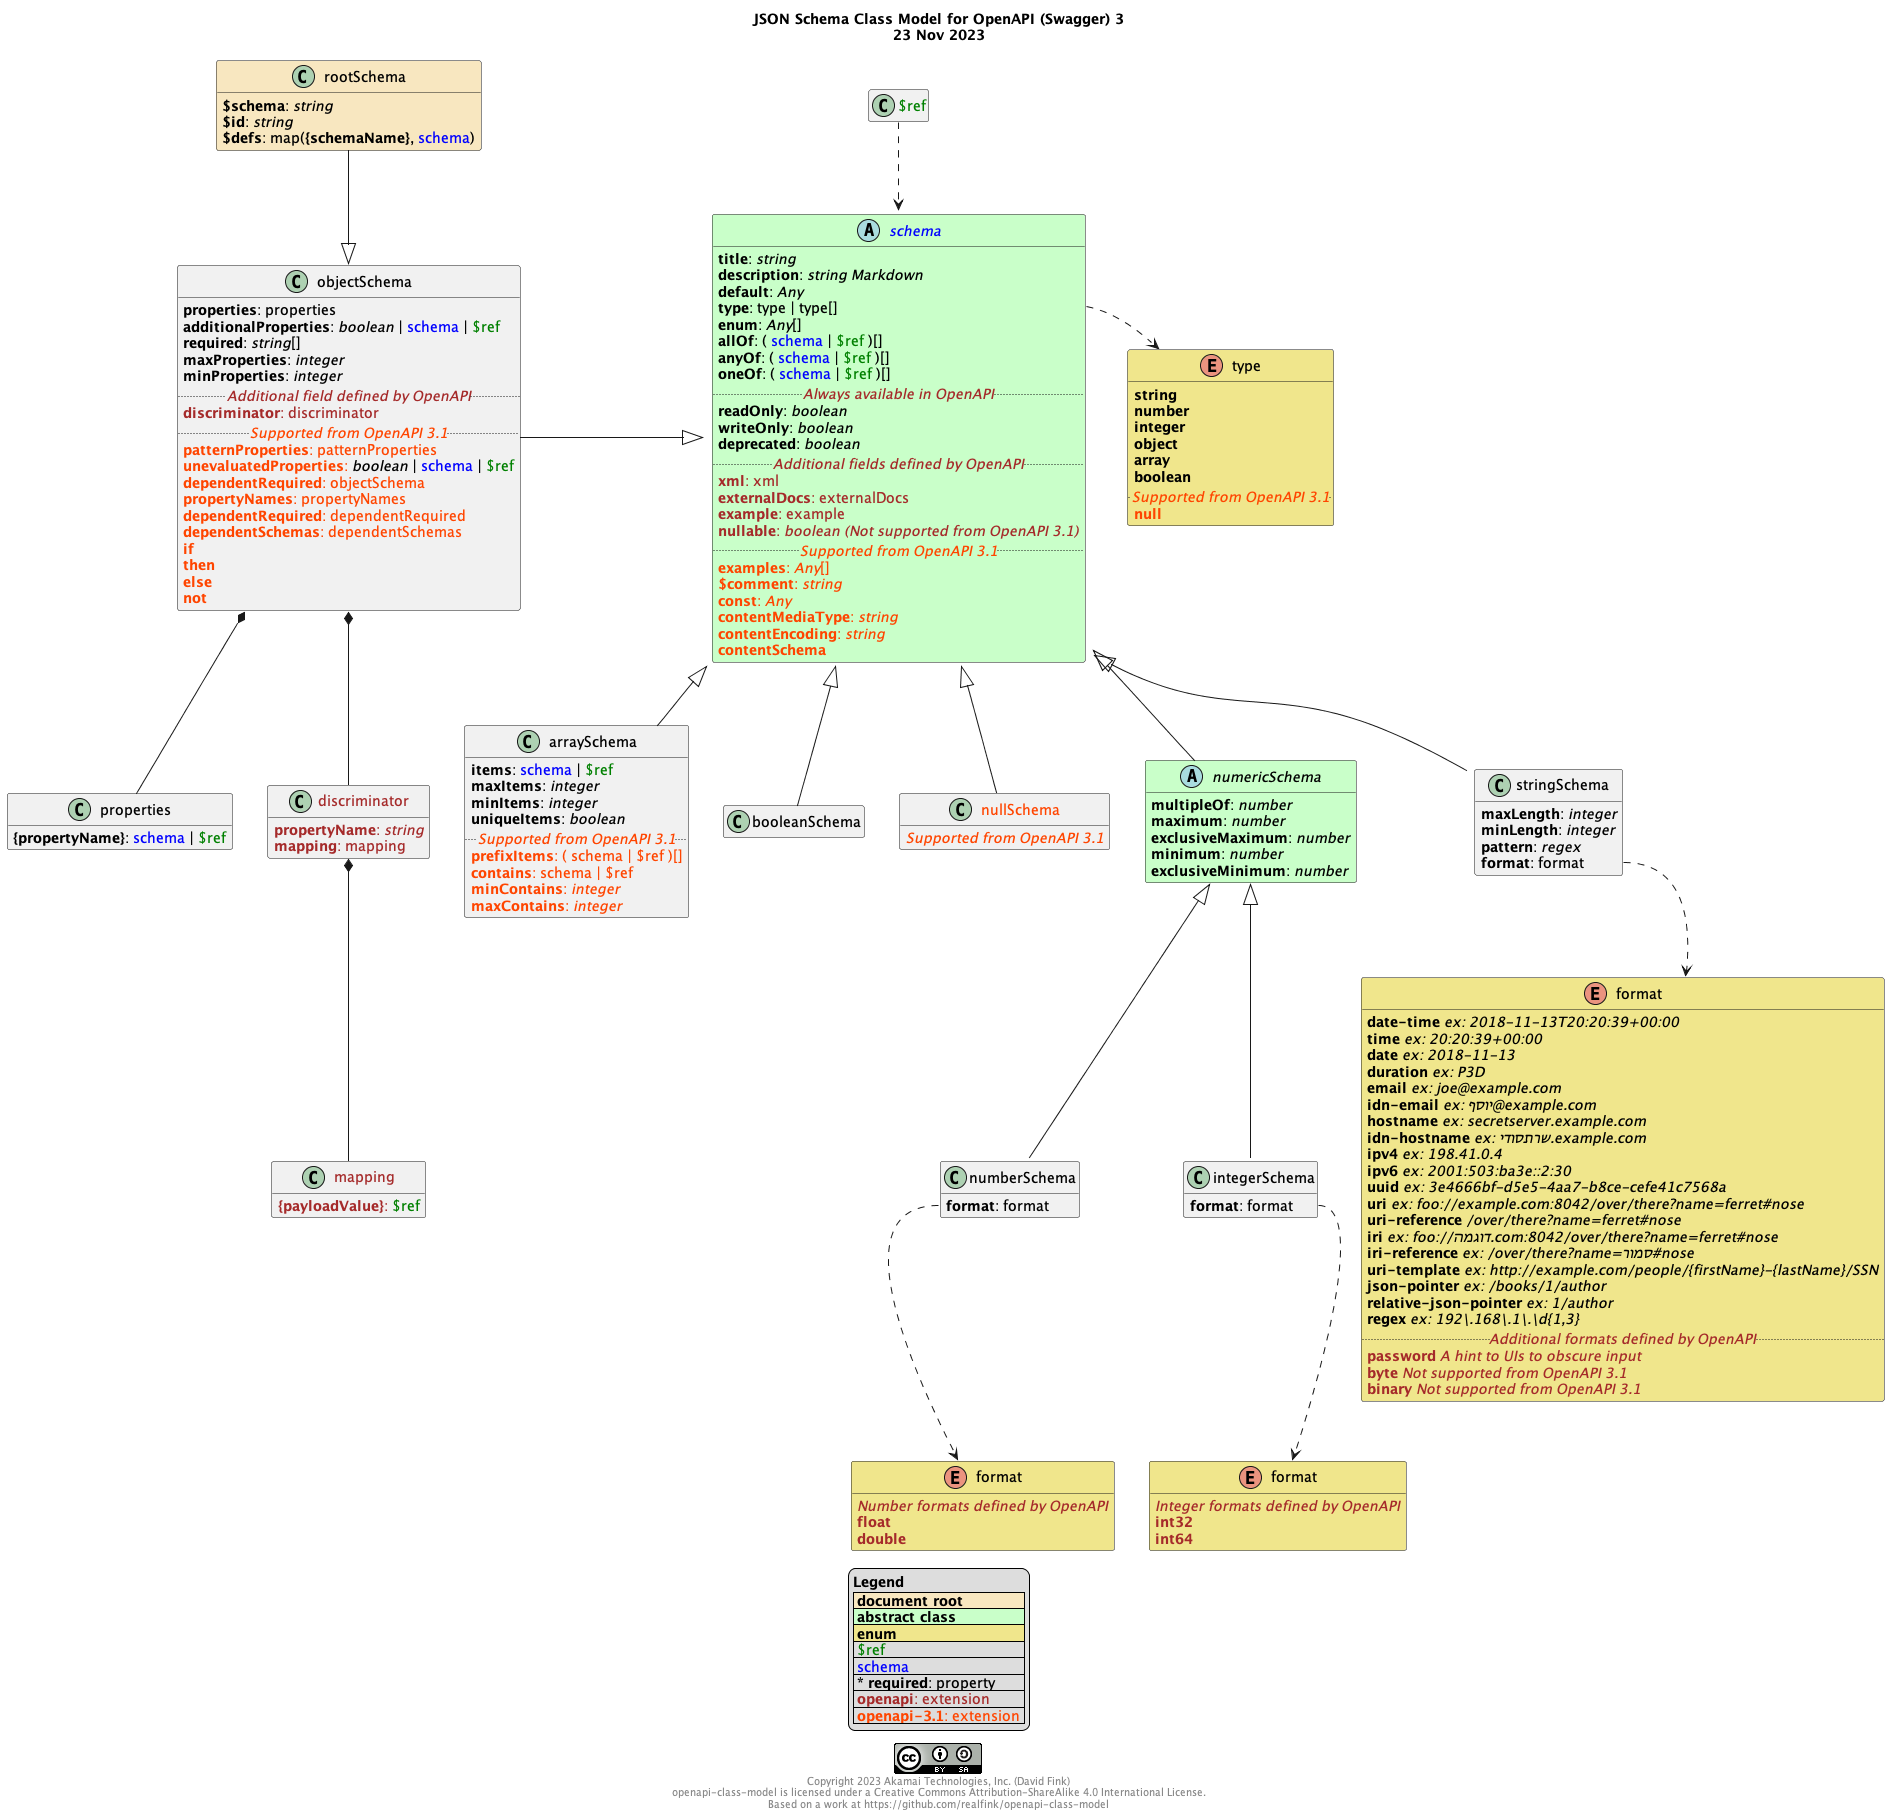 JSON Schema Class Model for OpenAPI (Swagger) 3
23 Nov 2023
C rootSchema
$schema: string
$id: string
$defs: map({schemaName}, schema)
C $ref
C objectSchema
properties: properties
additionalProperties: boolean | schema | $ref
required: string[]
maxProperties: integer
minProperties: integer
Additional field defined by OpenAPI
discriminator: discriminator
Supported from OpenAPI 3.1
patternProperties: patternProperties
unevaluatedProperties: boolean | schema | $ref
dependentRequired: objectSchema
propertyNames: propertyNames
dependentRequired: dependentRequired
dependentSchemas: dependentSchemas
if
then
else
not
A schema
title: string
description: string Markdown
default: Any
type: type | type[]
enum: Any[]
allOf: ( schema | $ref )[]
anyOf: ( schema | $ref )[]
oneOf: ( schema | $ref )[]
Always available in OpenAPI
readOnly: boolean
writeOnly: boolean
deprecated: boolean
Additional fields defined by OpenAPI
xml: xml
externalDocs: externalDocs
example: example
nullable: boolean (Not supported from OpenAPI 3.1)
Supported from OpenAPI 3.1
examples: Any[]
$comment: string
const: Any
contentMediaType: string
contentEncoding: string
contentSchema
E type
string
number
integer
object
array
boolean
Supported from OpenAPI 3.1
null
C properties
{propertyName}: schema | $ref
C discriminator
propertyName: string
mapping: mapping
C arraySchema
items: schema | $ref
maxItems: integer
minItems: integer
uniqueItems: boolean
Supported from OpenAPI 3.1
prefixItems: ( schema | $ref )[]
contains: schema | $ref
minContains: integer
maxContains: integer
C booleanSchema
C nullSchema
Supported from OpenAPI 3.1
A numericSchema
multipleOf: number
maximum: number
exclusiveMaximum: number
minimum: number
exclusiveMinimum: number
C stringSchema
maxLength: integer
minLength: integer
pattern: regex
format: format
C mapping
{payloadValue}: $ref
C numberSchema
format: format
C integerSchema
format: format
E format
date-time ex: 2018-11-13T20:20:39+00:00
time ex: 20:20:39+00:00
date ex: 2018-11-13
duration ex: P3D
email ex: joe@example.com
idn-email ex: יוסף@example.com
hostname ex: secretserver.example.com
idn-hostname ex: שרתסודי.example.com
ipv4 ex: 198.41.0.4
ipv6 ex: 2001:503:ba3e::2:30
uuid ex: 3e4666bf-d5e5-4aa7-b8ce-cefe41c7568a
uri ex: foo://example.com:8042/over/there?name=ferret#nose
uri-reference /over/there?name=ferret#nose
iri ex: foo://דוגמה.com:8042/over/there?name=ferret#nose
iri-reference ex: /over/there?name=סמור#nose
uri-template ex: http://example.com/people/{firstName}-{lastName}/SSN
json-pointer ex: /books/1/author
relative-json-pointer ex: 1/author
regex ex: 192\.168\.1\.\d{1,3}
Additional formats defined by OpenAPI
password A hint to UIs to obscure input
byte Not supported from OpenAPI 3.1
binary Not supported from OpenAPI 3.1
E format
Number formats defined by OpenAPI
float
double
E format
Integer formats defined by OpenAPI
int32
int64
Legend
document root
abstract class
enum
$ref
schema
* required: property
openapi: extension
openapi-3.1: extension
cc BY SA
Copyright 2023 Akamai Technologies, Inc. (David Fink)
openapi-class-model is licensed under a Creative Commons Attribution-ShareAlike 4.0 International License.
Based on a work at https://github.com/realfink/openapi-class-model